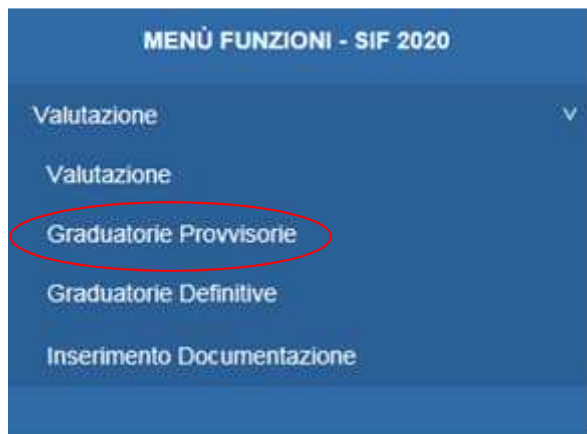 MENÙ FUNZIONI - SIF 2020
Valutazione
Valutazione
Graduatorie Provvisorie
Graduatorie Definitive
Inserimento Documentazione